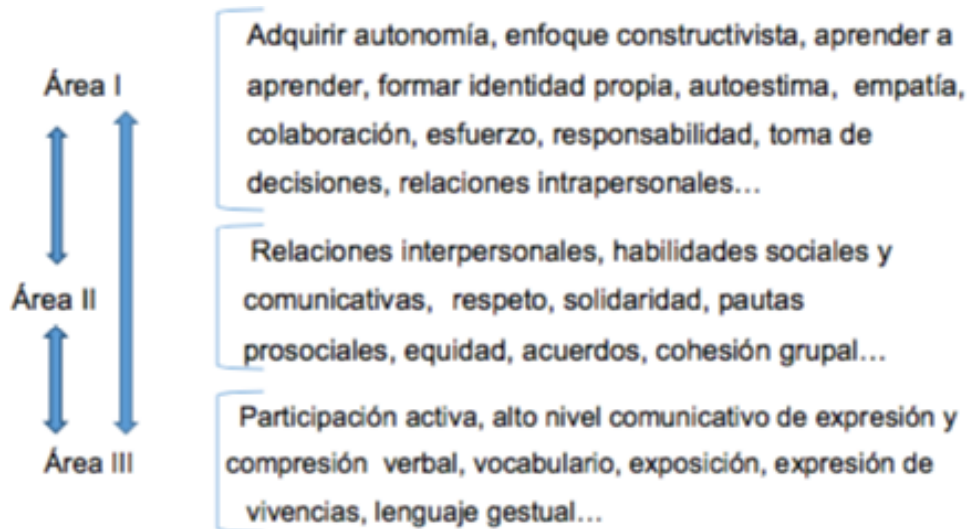 Área I
Adquirir autonomía, enfoque constructivista, aprender a
aprender, formar identidad propia, autoestima, empatía,
colaboración, esfuerzo, responsabilidad, toma de
decisiones, relaciones intrapersonales…
Área II
Relaciones interpersonales, habilidades sociales y
comunicativas, respeto, solidaridad, pautas
prosociales, equidad, acuerdos, cohesión grupal…
Área III
Participación activa, alto nivel comunicativo de expresión y
compresión verbal, vocabulario, exposición, expresión de
vivencias, lenguaje gestual…